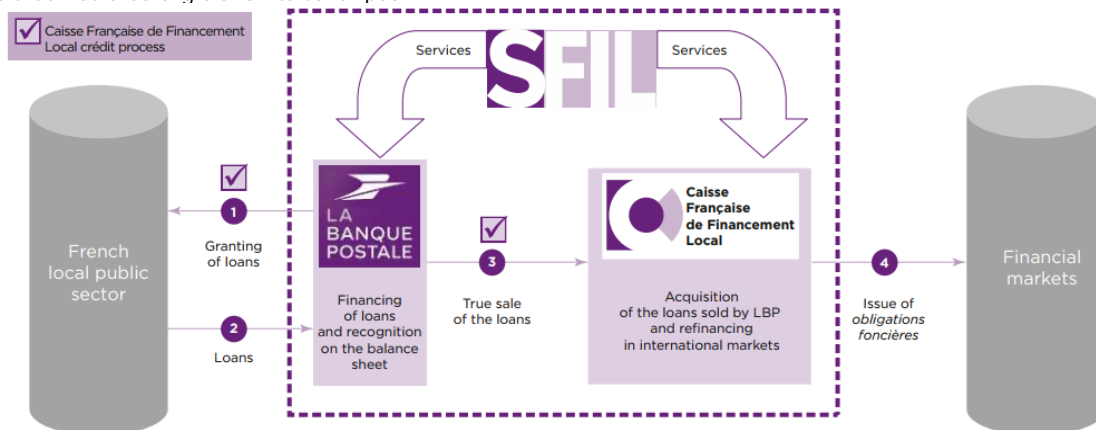 Caisse Française de Financement
Local crédit process
Services
SFIL
Services
French
local public
sector
1
Granting
of loans
2
Loans
LA
BANQUE
POSTALE
Financing
of loans
and recognition
on the balance
sheet
3
True sale
of the loans
Caisse
Française
de Financement
Local
Acquisition
of the loans sold by LBP
and refinancing
in international markets
4
Issue of
obligations
foncières
Financial
markets